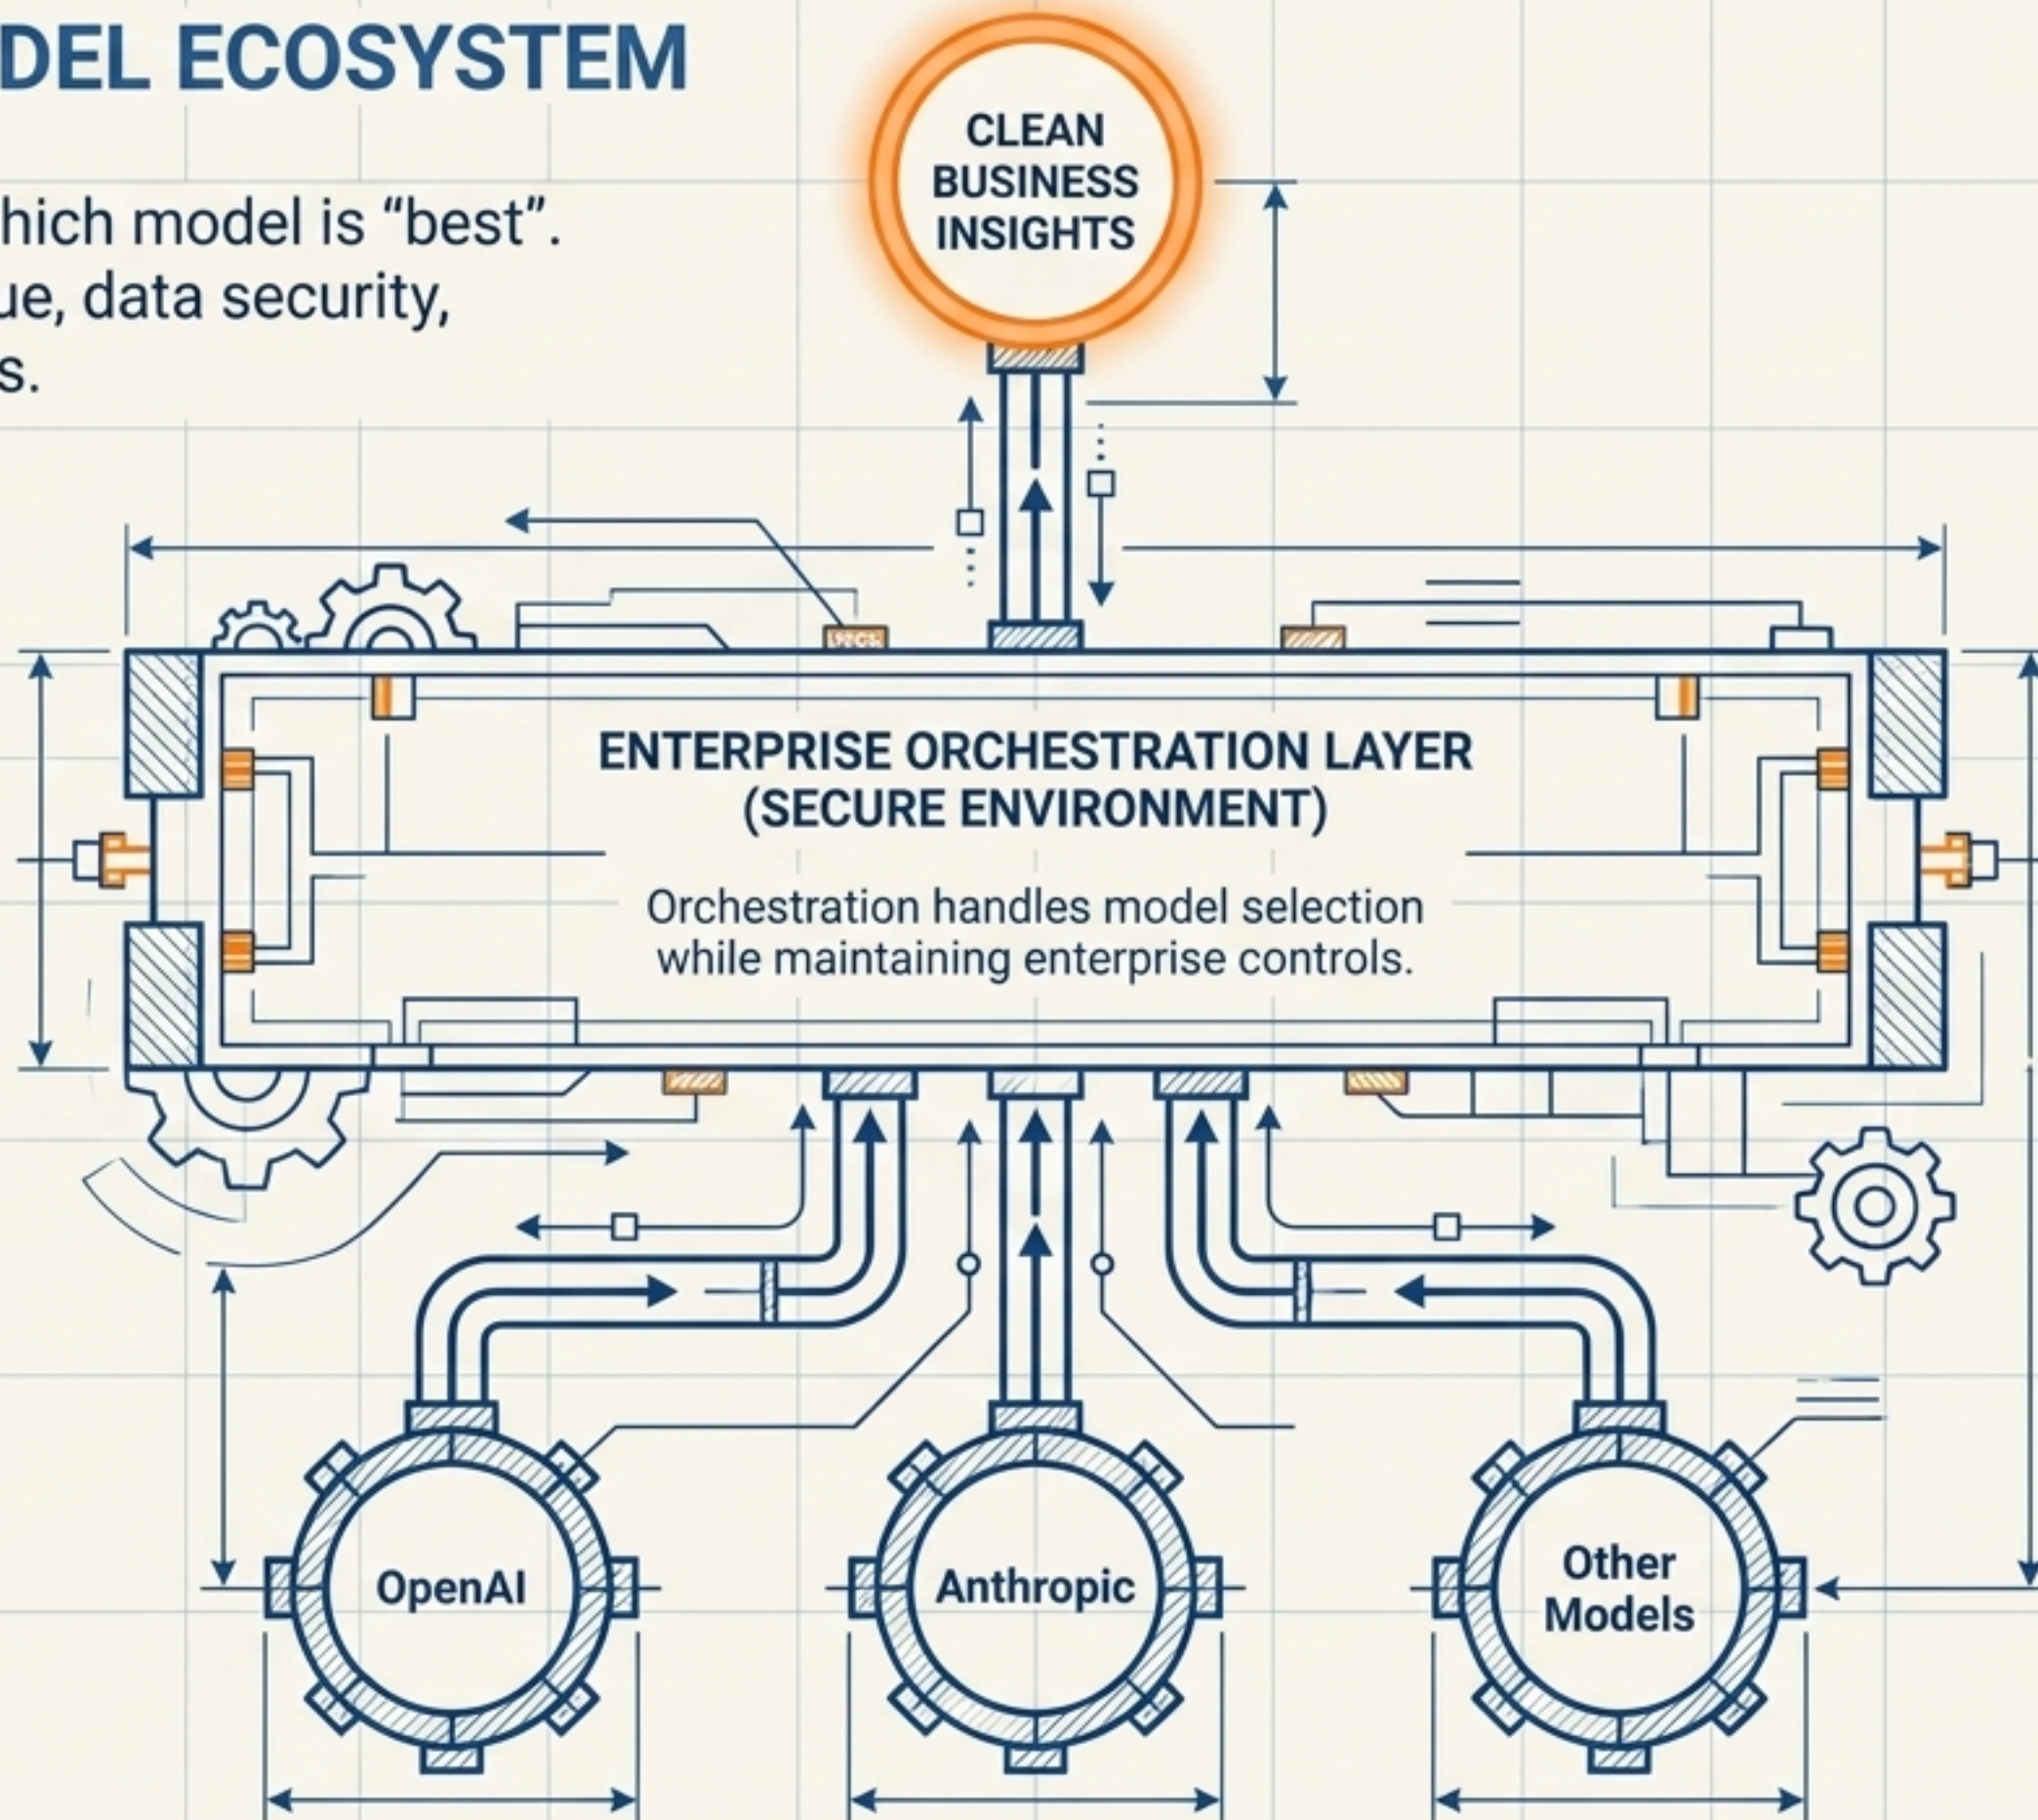 DEL ECOSYSTEM
hich model is “best”.
ue, data security,
s.
CLEAN
BUSINESS
INSIGHTS
ENTERPRISE ORCHESTRATION LAYER
(SECURE ENVIRONMENT)
Orchestration handles model selection
while maintaining enterprise controls.
OpenAI
Anthropic
Other
Models